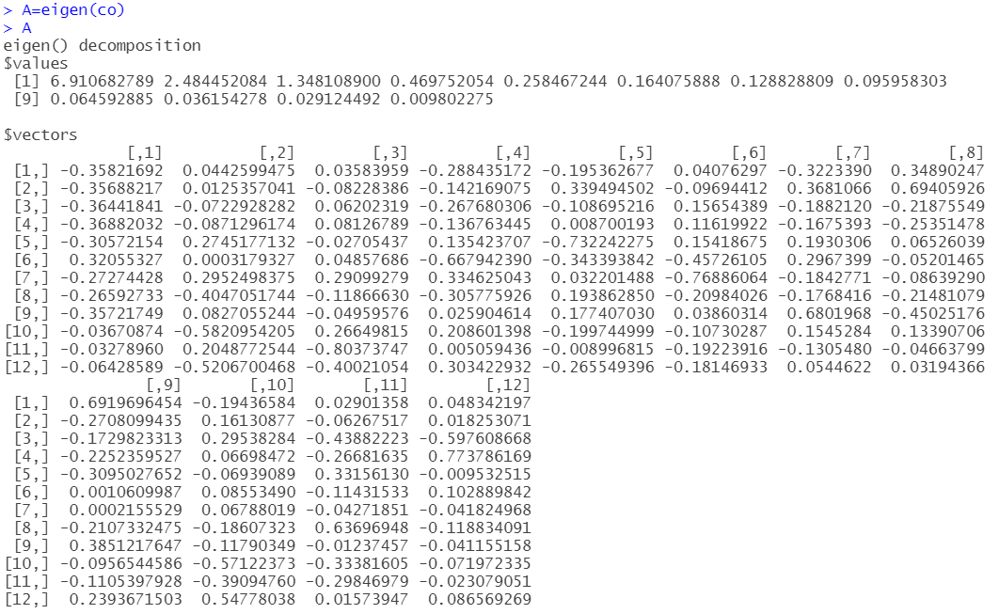 > A=eigen(co)
> A
eigen() decomposition
$values
 [1] 6.910682789 2.484452084 1.348108900 0.469752054 0.258467244 0.164075888 0.128828809 0.095958303
 [9] 0.064592885 0.036154278 0.029124492 0.009802275

$vectors
             [,1]          [,2]        [,3]         [,4]         [,5]        [,6]       [,7]        [,8]
 [1,] -0.35821692  0.0442599475  0.03583959 -0.288435172 -0.195362677  0.04076297 -0.3223390  0.34890247
 [2,] -0.35688217  0.0125357041 -0.08228386 -0.142169075  0.339494502 -0.09694412  0.3681066  0.69405926
 [3,] -0.36441841 -0.0722928282  0.06202319 -0.267680306 -0.108695216  0.15654389 -0.1882120 -0.21875549
 [4,] -0.36882032 -0.0871296174  0.08126789 -0.136763445  0.008700193  0.11619922 -0.1675393 -0.25351478
 [5,] -0.30572154  0.2745177132 -0.02705437  0.135423707 -0.732242275  0.15418675  0.1930306  0.06526039
 [6,]  0.32055327  0.0003179327  0.04857686 -0.667942390 -0.343393842 -0.45726105  0.2967399 -0.05201465
 [7,] -0.27274428  0.2952498375  0.29099279  0.334625043  0.032201488 -0.76886064 -0.1842771 -0.08639290
 [8,] -0.26592733 -0.4047051744 -0.11866630 -0.305775926  0.193862850 -0.20984026 -0.1768416 -0.21481079
 [9,] -0.35721749  0.0827055244 -0.04959576  0.025904614  0.177407030  0.03860314  0.6801968 -0.45025176
[10,] -0.03670874 -0.5820954205  0.26649815  0.208601398 -0.199744999 -0.10730287  0.1545284  0.13390706
[11,] -0.03278960  0.2048772544 -0.80373747  0.005059436 -0.008996815 -0.19223916 -0.1305480 -0.04663799
[12,] -0.06428589 -0.5206700468 -0.40021054  0.303422932 -0.265549396 -0.18146933  0.0544622  0.03194366
               [,9]       [,10]       [,11]        [,12]
 [1,]  0.6919696454 -0.19436584  0.02901358  0.048342197
 [2,] -0.2708099435  0.16130877 -0.06267517  0.018253071
 [3,] -0.1729823313  0.29538284 -0.43882223 -0.597608668
 [4,] -0.2252359527  0.06698472 -0.26681635  0.773786169
 [5,] -0.3095027652 -0.06939089  0.33156130 -0.009532515
 [6,]  0.0010609987  0.08553490 -0.11431533  0.102889842
 [7,]  0.0002155529  0.06788019 -0.04271851 -0.041824968
 [8,] -0.2107332475 -0.18607323  0.63696948 -0.118834091
 [9,]  0.3851217647 -0.11790349 -0.01237457 -0.041155158
[10,] -0.0956544586 -0.57122373 -0.33381605 -0.071972335
[11,] -0.1105397928 -0.39094760 -0.29846979 -0.023079051
[12,]  0.2393671503  0.54778038  0.01573947  0.086569269